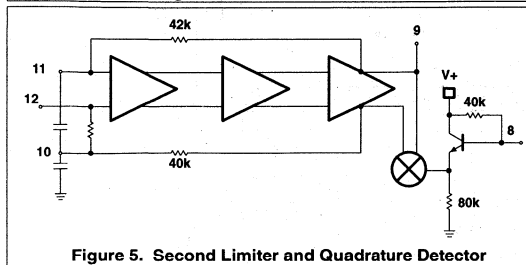 42k
9
11
V+
12
40k
8
10
40k
80k
Figure 5. Second Limiter and Quadrature Detector